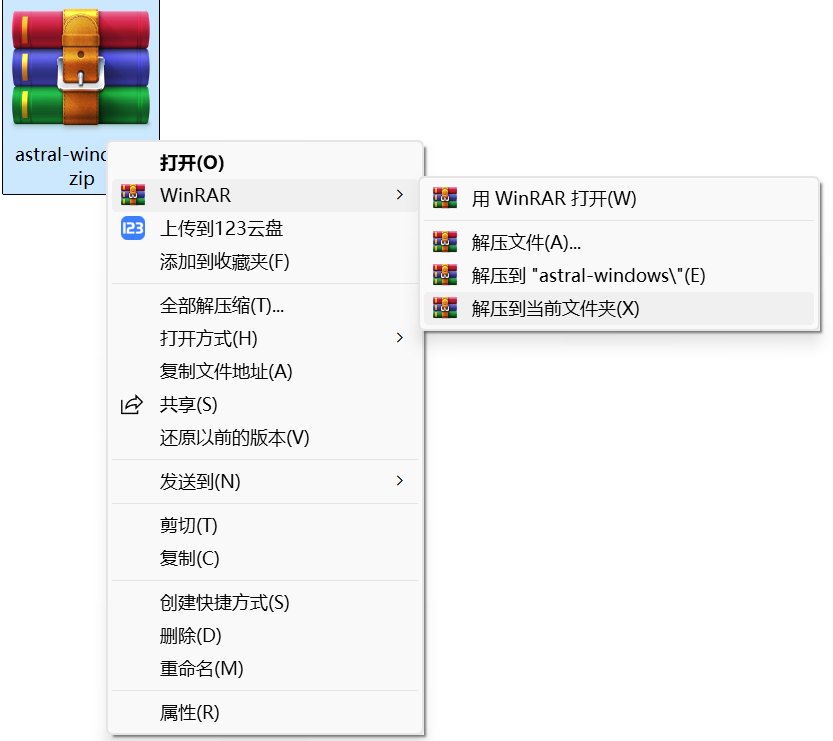 astral-wind
zip
打开(O)
WinRAR
123
上传到123云盘
添加到收藏夹(F)
全部解压缩(T)...
打开方式(H)
复制文件地址(A)
共享(S)
还原以前的版本(V)
发送到(N)
剪切(T)
复制(C)
创建快捷方式(S)
删除(D)
重命名(M)
属性(R)
用 WinRAR 打开(W)
解压文件(A)...
解压到 "astral-windows\"(E)
解压到当前文件夹(X)